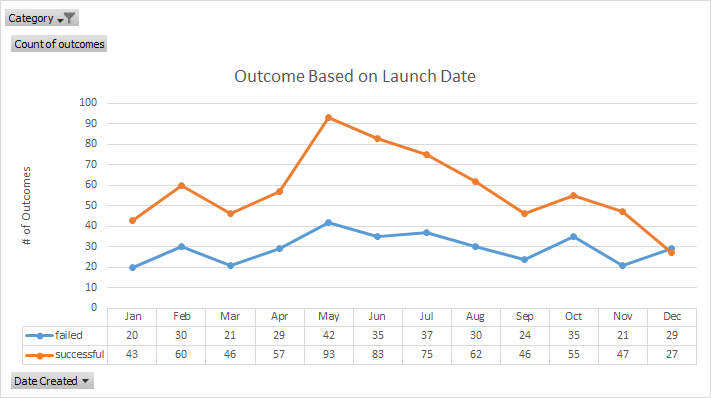 Category
Count of outcomes
Outcome Based on Launch Date
100
90
80
70
60
50
40
30
20
10
0
# of Outcomes
Jan Feb Mar Apr May Jun Jul Aug Sep Oct Nov Dec
failed 20 30 21 29 42 35 37 30 24 35 21 29
successful 43 60 46 57 93 83 75 62 46 55 47 27
Date Created